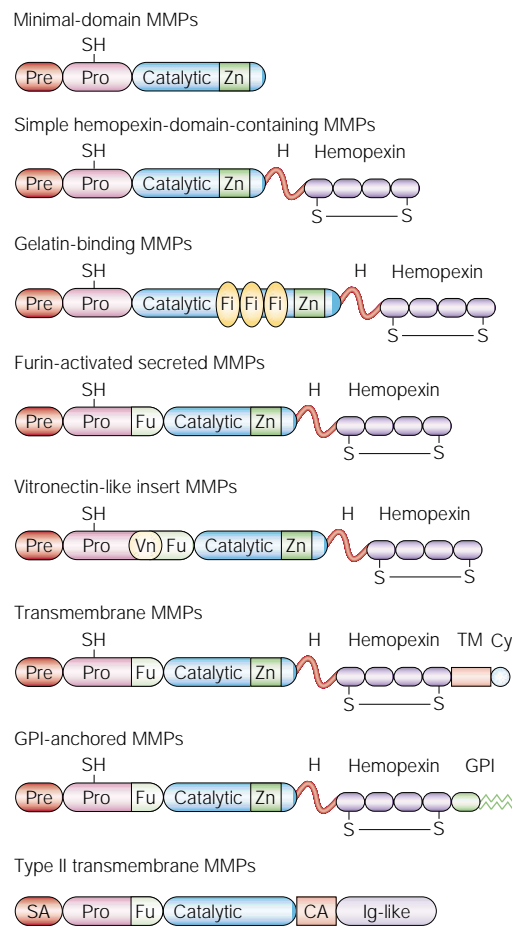 Minimal-domain MMPs
SH
Pre Pro Catalytic Zn
Simple hemopexin-domain-containing MMPs
SH H Hemopexin
Pre Pro Catalytic Zn
S S
Gelatin-binding MMPs
SH H Hemopexin
Pre Pro Catalytic Fi Fi Fi Zn
S S
Furin-activated secreted MMPs
SH H Hemopexin
Pre Pro Fu Catalytic Zn
S S
Vitronectin-like insert MMPs
SH H Hemopexin
Pre Pro Vn Fu Catalytic Zn
S S
Transmembrane MMPs
SH H Hemopexin TM Cy
Pre Pro Fu Catalytic Zn
S S
GPI-anchored MMPs
SH H Hemopexin GPI
Pre Pro Fu Catalytic Zn
S S
Type II transmembrane MMPs
SA Pro Fu Catalytic CA Ig-like